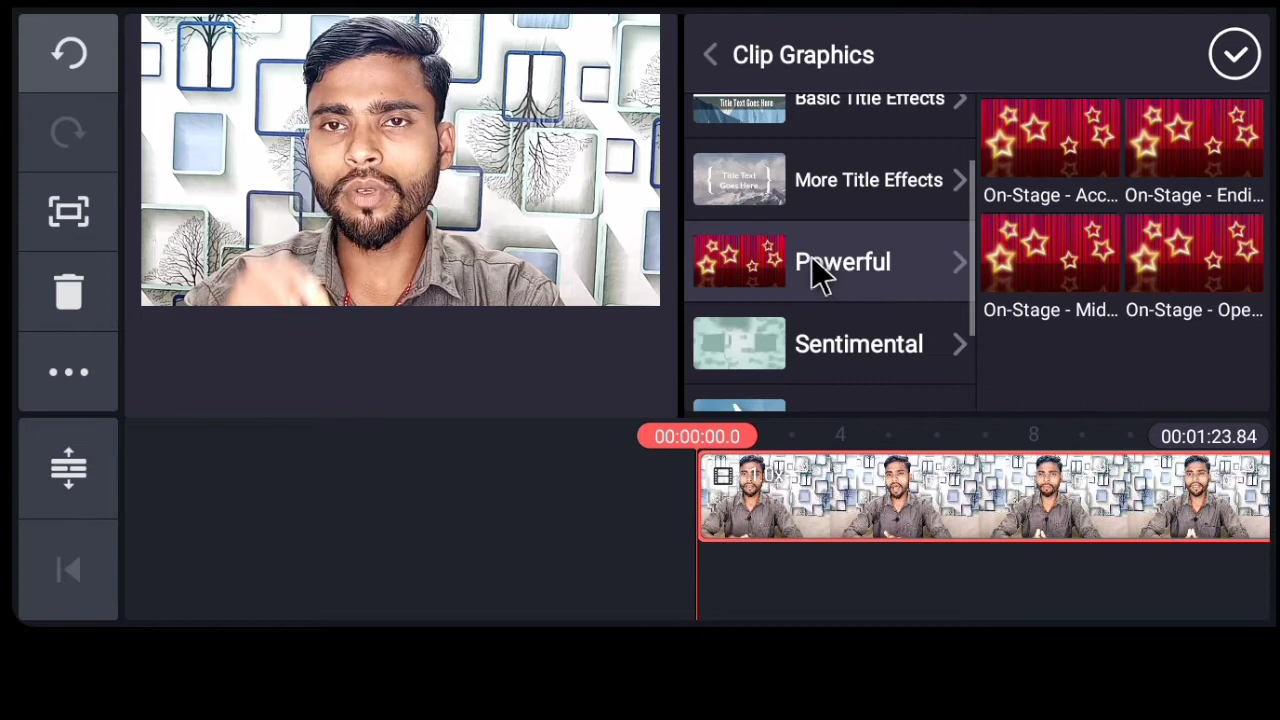 Clip Graphics
Basic Title Effects
Title Text Goes Here
More Title Effects
Title Text
Goes Here
Powerful
Sentimental
On-Stage - Acc...
On-Stage - Endi...
On-Stage - Mid...
On-Stage - Ope...
00:00:00.0
4
8
00:01:23.84